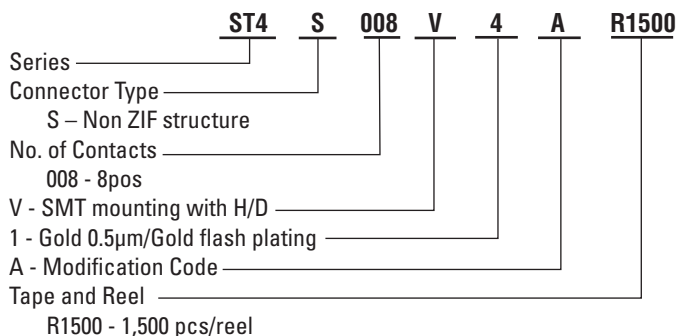 ST4 S 008 V 4 A R1500
Series
Connector Type
S – Non ZIF structure
No. of Contacts
008 - 8pos
V - SMT mounting with H/D
1 - Gold 0.5μm/Gold flash plating
A - Modification Code
Tape and Reel
R1500 - 1,500 pcs/reel